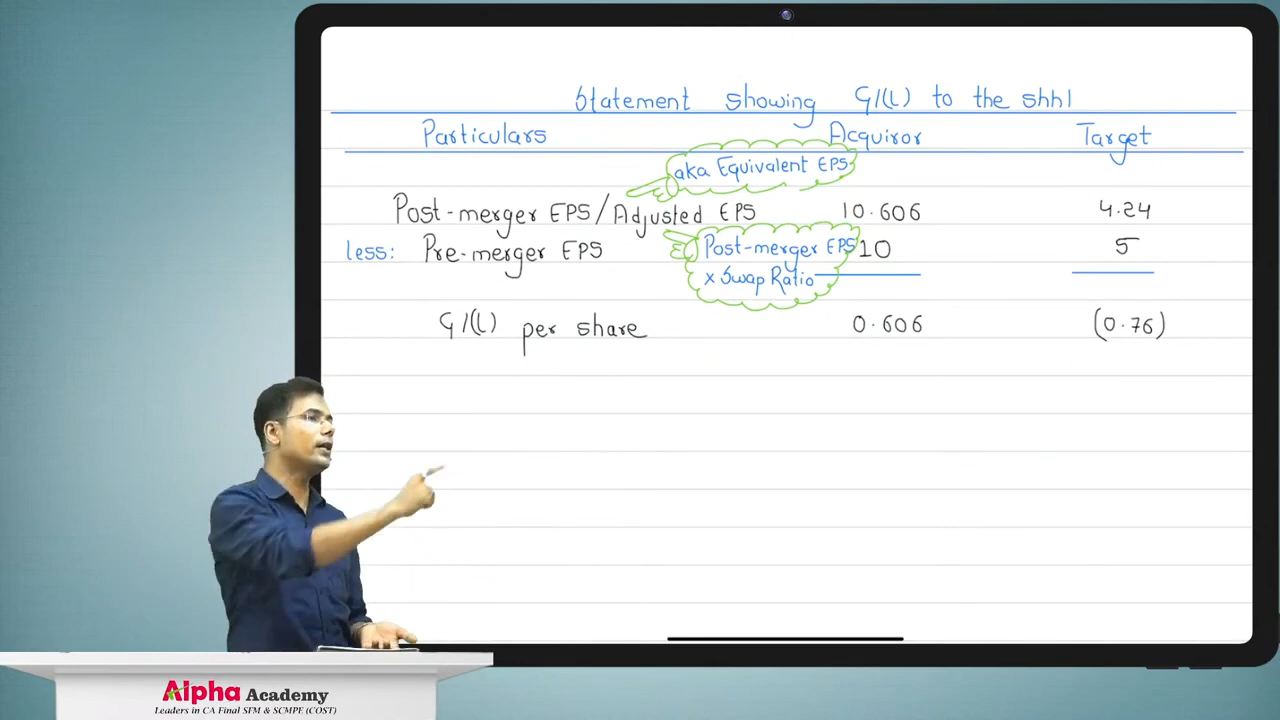 Statement showing G/(L) to the shhl
Particulars Acquiror Target
aka Equivalent EPS
Post-merger EPS/Adjusted EPS 10.606 4.24
less: Pre-merger EPS 10 5
Post-merger EPS
x Swap Ratio
G/(L) per share 0.606 (0.76)
Alpha Academy
Leaders in CA Final SFM & SCMPE (COST)